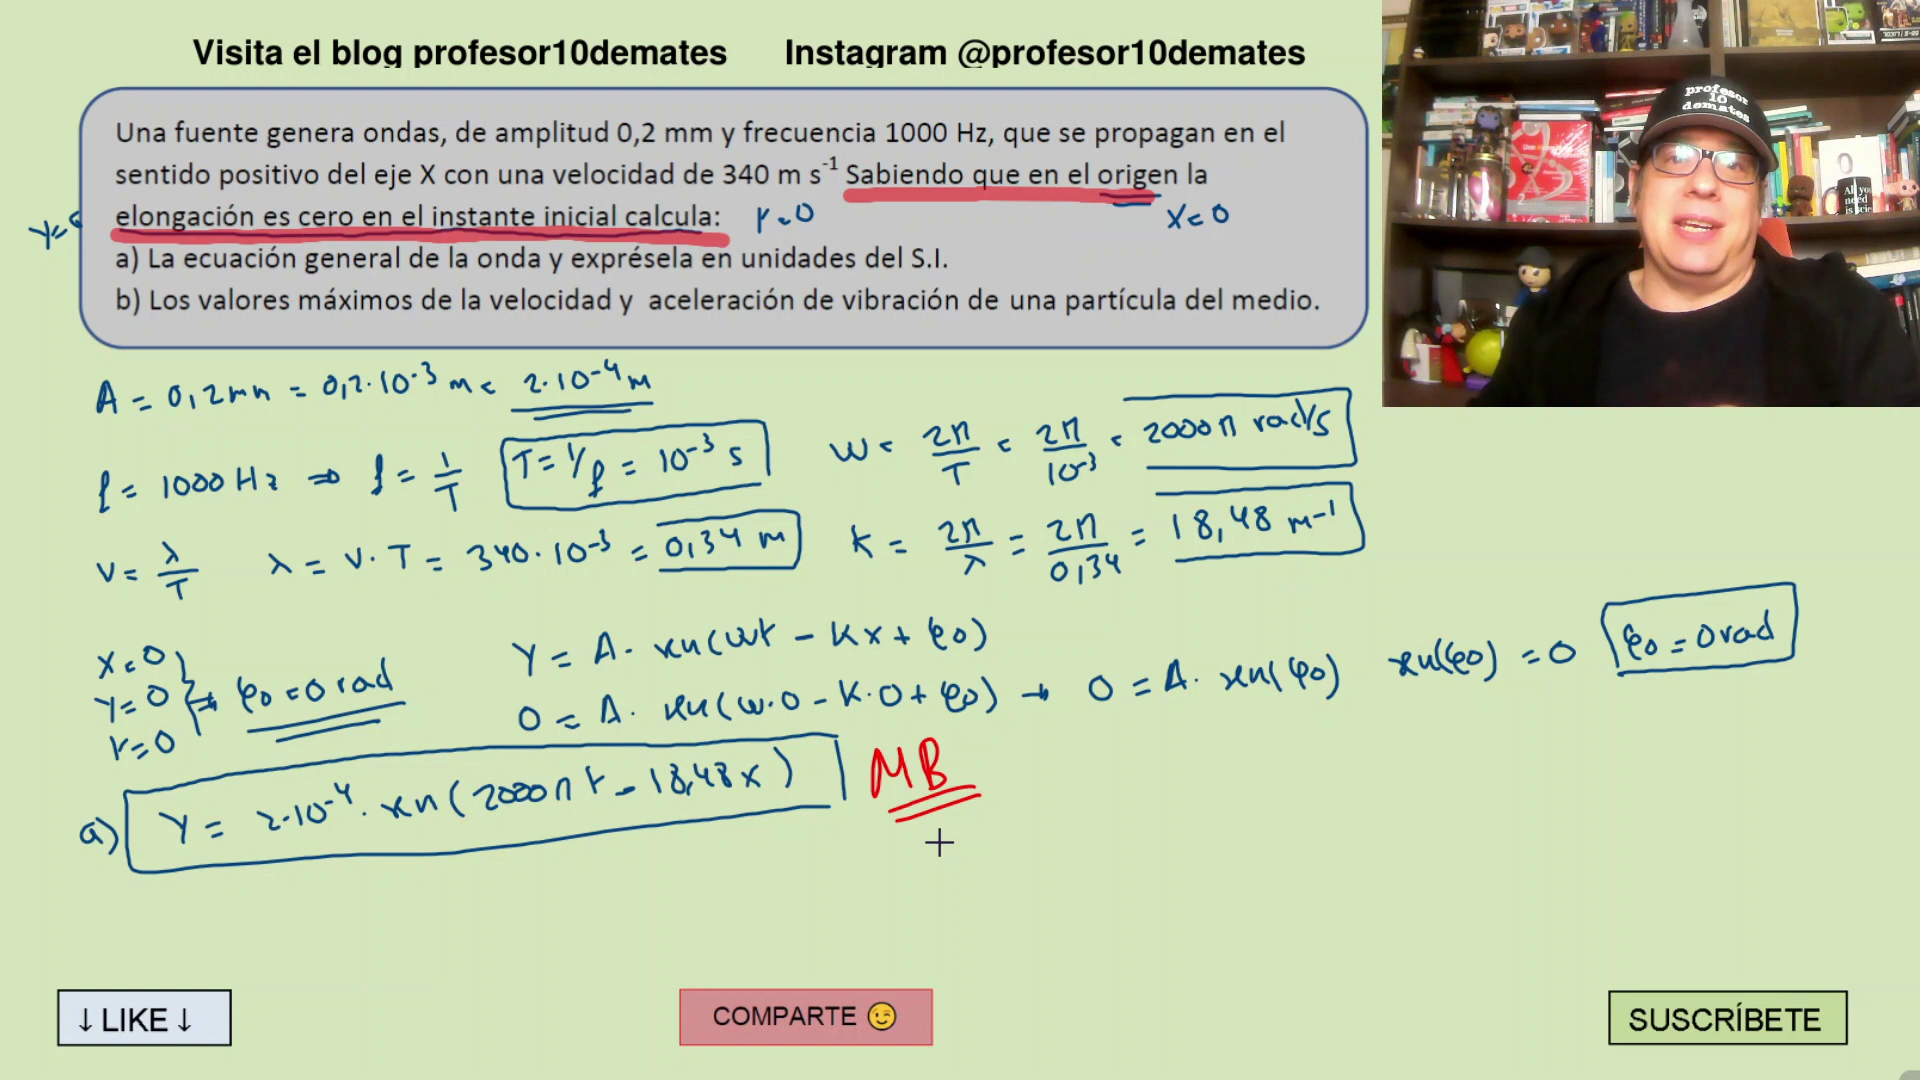 Visita el blog profesor10demates Instagram @profesor10demates
Una fuente genera ondas, de amplitud 0,2 mm y frecuencia 1000 Hz, que se propagan en el
sentido positivo del eje X con una velocidad de 340 m s⁻¹ Sabiendo que en el origen la
elongación es cero en el instante inicial calcula: t=0 x=0
y=0
a) La ecuación general de la onda y exprésela en unidades del S.I.
b) Los valores máximos de la velocidad y aceleración de vibración de una partícula del medio.
A = 0,2mm = 0,2·10⁻³ m = 2·10⁻⁴ m
f = 1000 Hz ⇒ f = 1/T T = 1/f = 10⁻³ s w = 2π/T = 2π/10⁻³ = 2000π rad/s
v = λ/T λ = v·T = 340·10⁻³ = 0,34 m k = 2π/λ = 2π/0,34 = 18,48 m⁻¹
x=0
y=0 ⇒ φ0 = 0 rad
t=0
y = A·sen(wt - kx + φ0)
0 = A·sen(w·0 - k·0 + φ0) → 0 = A·sen(φ0) sen(φ0) = 0 φ0 = 0 rad
a) y = 2·10⁻⁴·sen(2000πt - 18,48x) MB
↓ LIKE ↓ COMPARTE 😉 SUSCRÍBETE
profesor
10
demates